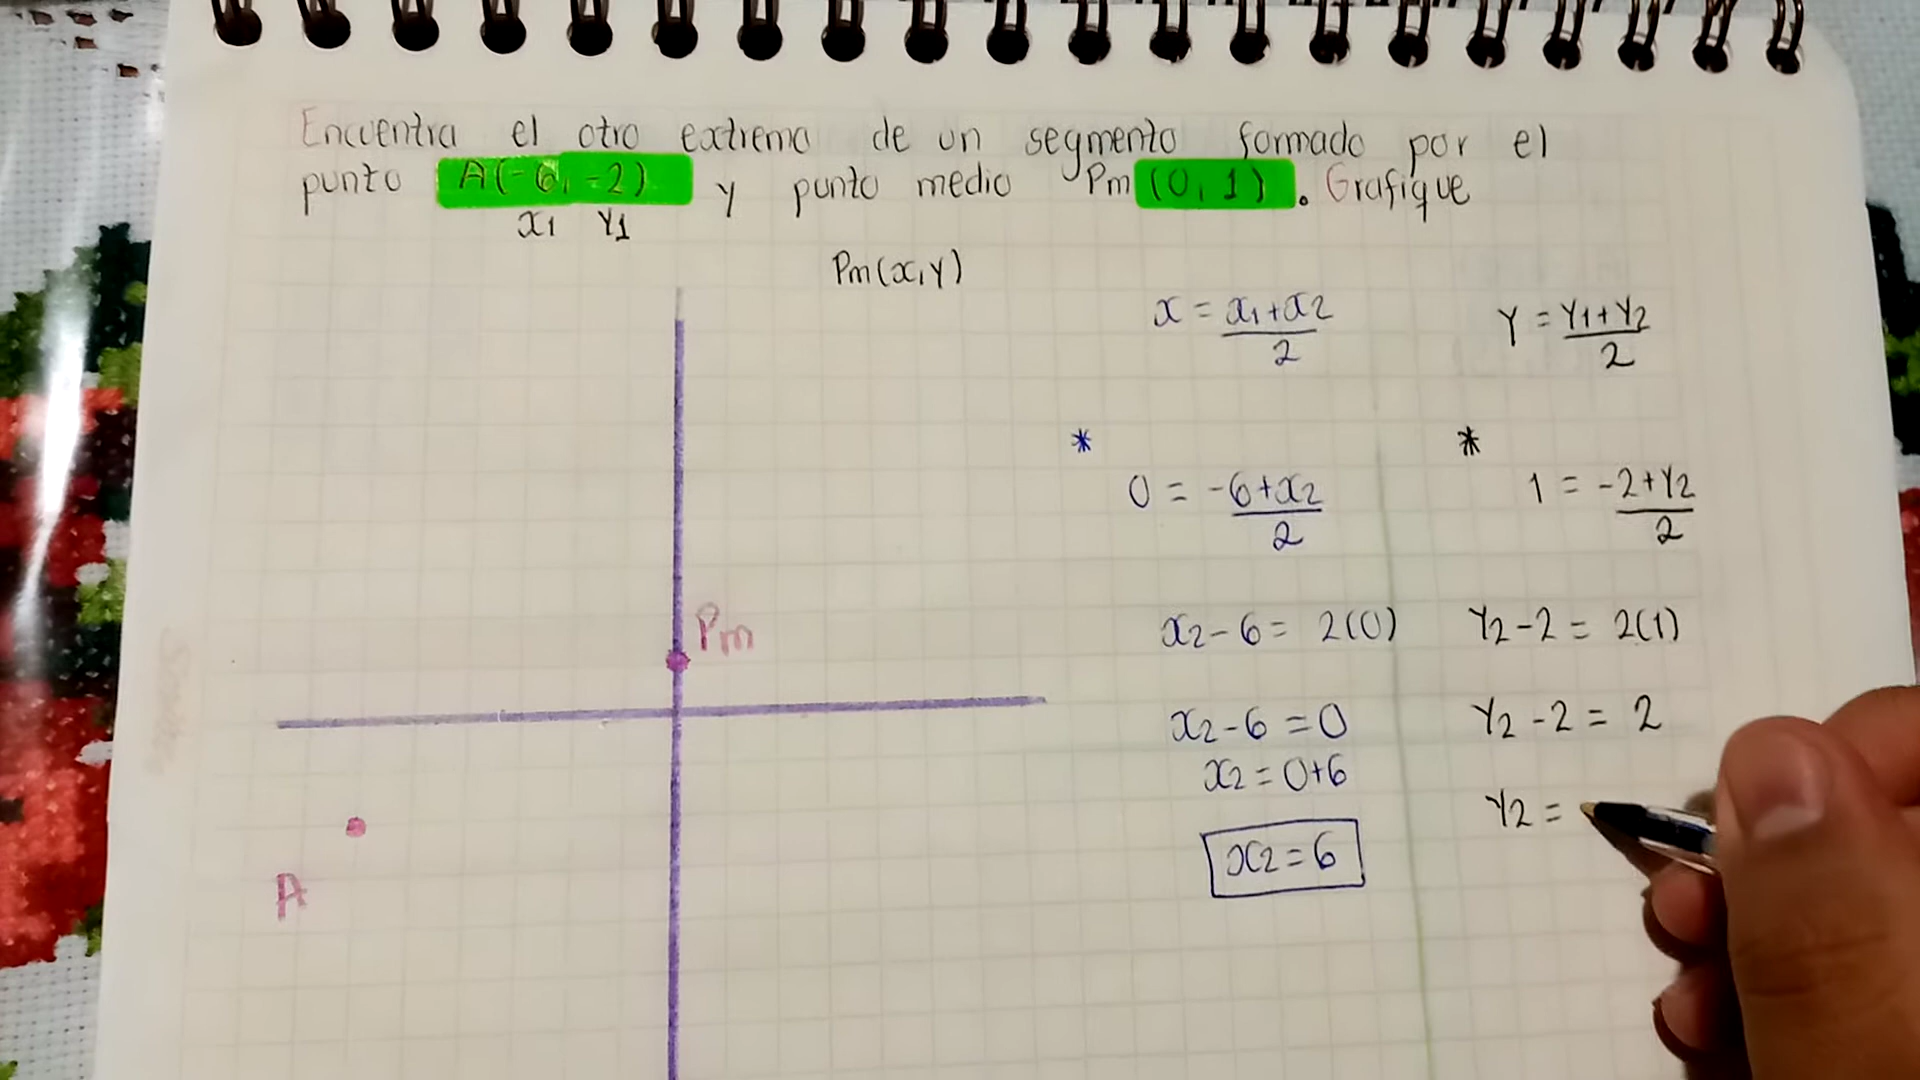 Encuentra el otro extremo de un segmento formado por el
punto A(-6, -2) y punto medio Pm (0, 1). Grafique
x1 Y1
Pm(x,y)
x = x1+x2
2
Y = Y1+Y2
2
*
0 = -6+x2
2
x2-6 = 2(0)
x2-6 = 0
x2 = 0+6
x2 = 6
*
1 = -2+Y2
2
Y2-2 = 2(1)
Y2-2 = 2
Y2 =
Pm
A